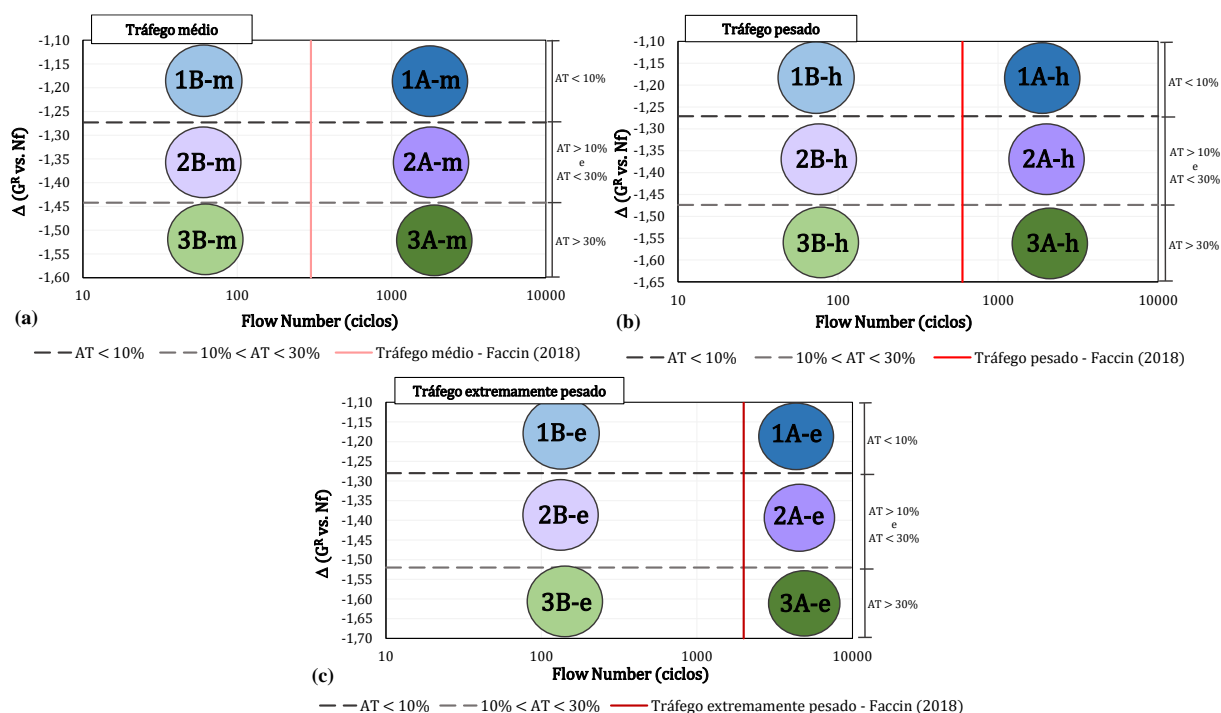 (a)
Tráfego médio
-1,10
-1,15
-1,20
-1,25
-1,30
-1,35
-1,40
-1,45
-1,50
-1,55
-1,60
Δ (Gᴿ vs. Nf)
1B-m
1A-m
2B-m
2A-m
3B-m
3A-m
AT < 10%
AT > 10%
e
AT < 30%
AT > 30%
10
100
1000
10000
Flow Number (ciclos)
AT < 10%
10% < AT < 30%
Tráfego médio - Faccin (2018)
(b)
Tráfego pesado
-1,10
-1,15
-1,20
-1,25
-1,30
-1,35
-1,40
-1,45
-1,50
-1,55
-1,60
-1,65
Δ (Gᴿ vs. Nf)
1B-h
1A-h
2B-h
2A-h
3B-h
3A-h
AT < 10%
AT > 10%
e
AT < 30%
AT > 30%
10
100
1000
10000
Flow Number (ciclos)
AT < 10%
10% < AT < 30%
Tráfego pesado - Faccin (2018)
Tráfego extremamente pesado
-1,10
-1,15
-1,20
-1,25
-1,30
-1,35
-1,40
-1,45
-1,50
-1,55
-1,60
-1,65
-1,70
Δ (Gᴿ vs. Nf)
1B-e
1A-e
2B-e
2A-e
3B-e
3A-e
AT < 10%
AT > 10%
e
AT < 30%
AT > 30%
10
100
1000
10000
Flow Number (ciclos)
(c)
AT < 10%
10% < AT < 30%
Tráfego extremamente pesado - Faccin (2018)